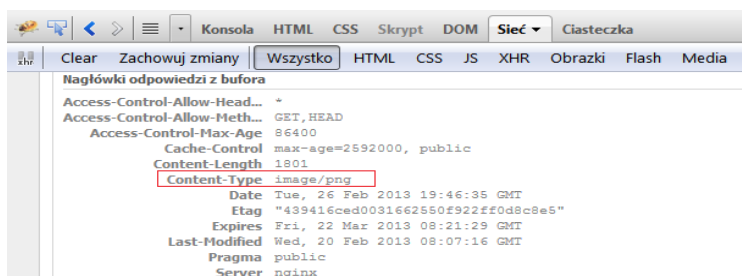 Konsola HTML CSS Skrypt DOM Sieć Ciasteczka
xhr Clear Zachowuj zmiany Wszystko HTML CSS JS XHR Obrazki Flash Media
Nagłówki odpowiedzi z bufora
Access-Control-Allow-Head... *
Access-Control-Allow-Meth... GET,HEAD
Access-Control-Max-Age 86400
Cache-Control max-age=2592000, public
Content-Length 1801
Content-Type image/png
Date Tue, 26 Feb 2013 19:46:35 GMT
Etag "439416ced0031662550f922ff0d8c8e5"
Expires Fri, 22 Mar 2013 08:21:29 GMT
Last-Modified Wed, 20 Feb 2013 08:07:16 GMT
Pragma public
Server nginx